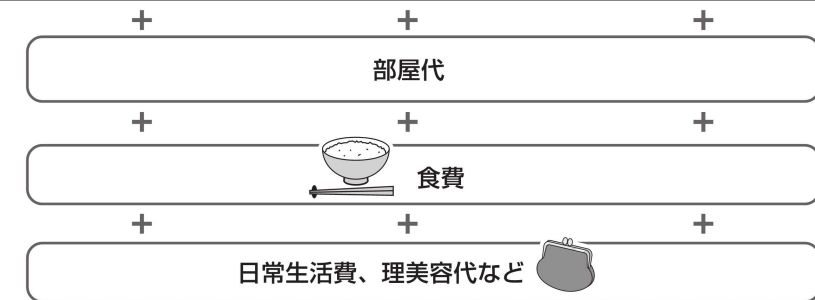 + + +
部屋代
+ + +
食費
+ + +
日常生活費、理美容代など